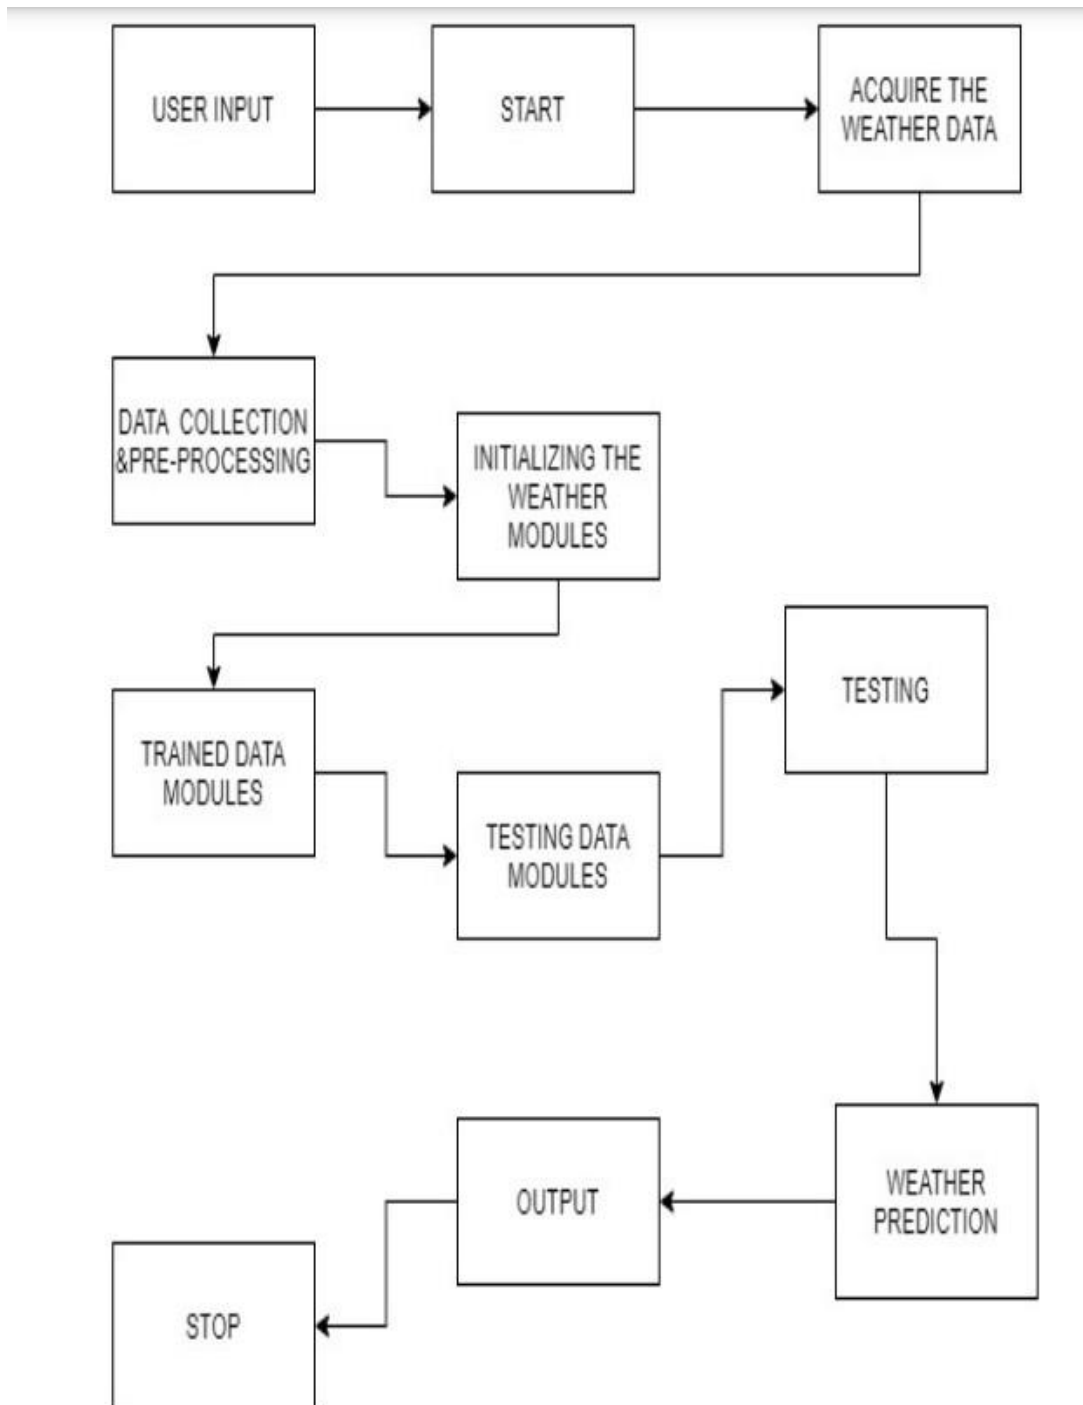 USER INPUT
START
ACQUIRE THE
WEATHER DATA
DATA COLLECTION
&PRE-PROCESSING
INITIALIZING THE
WEATHER
MODULES
TRAINED DATA
MODULES
TESTING DATA
MODULES
TESTING
WEATHER
PREDICTION
OUTPUT
STOP